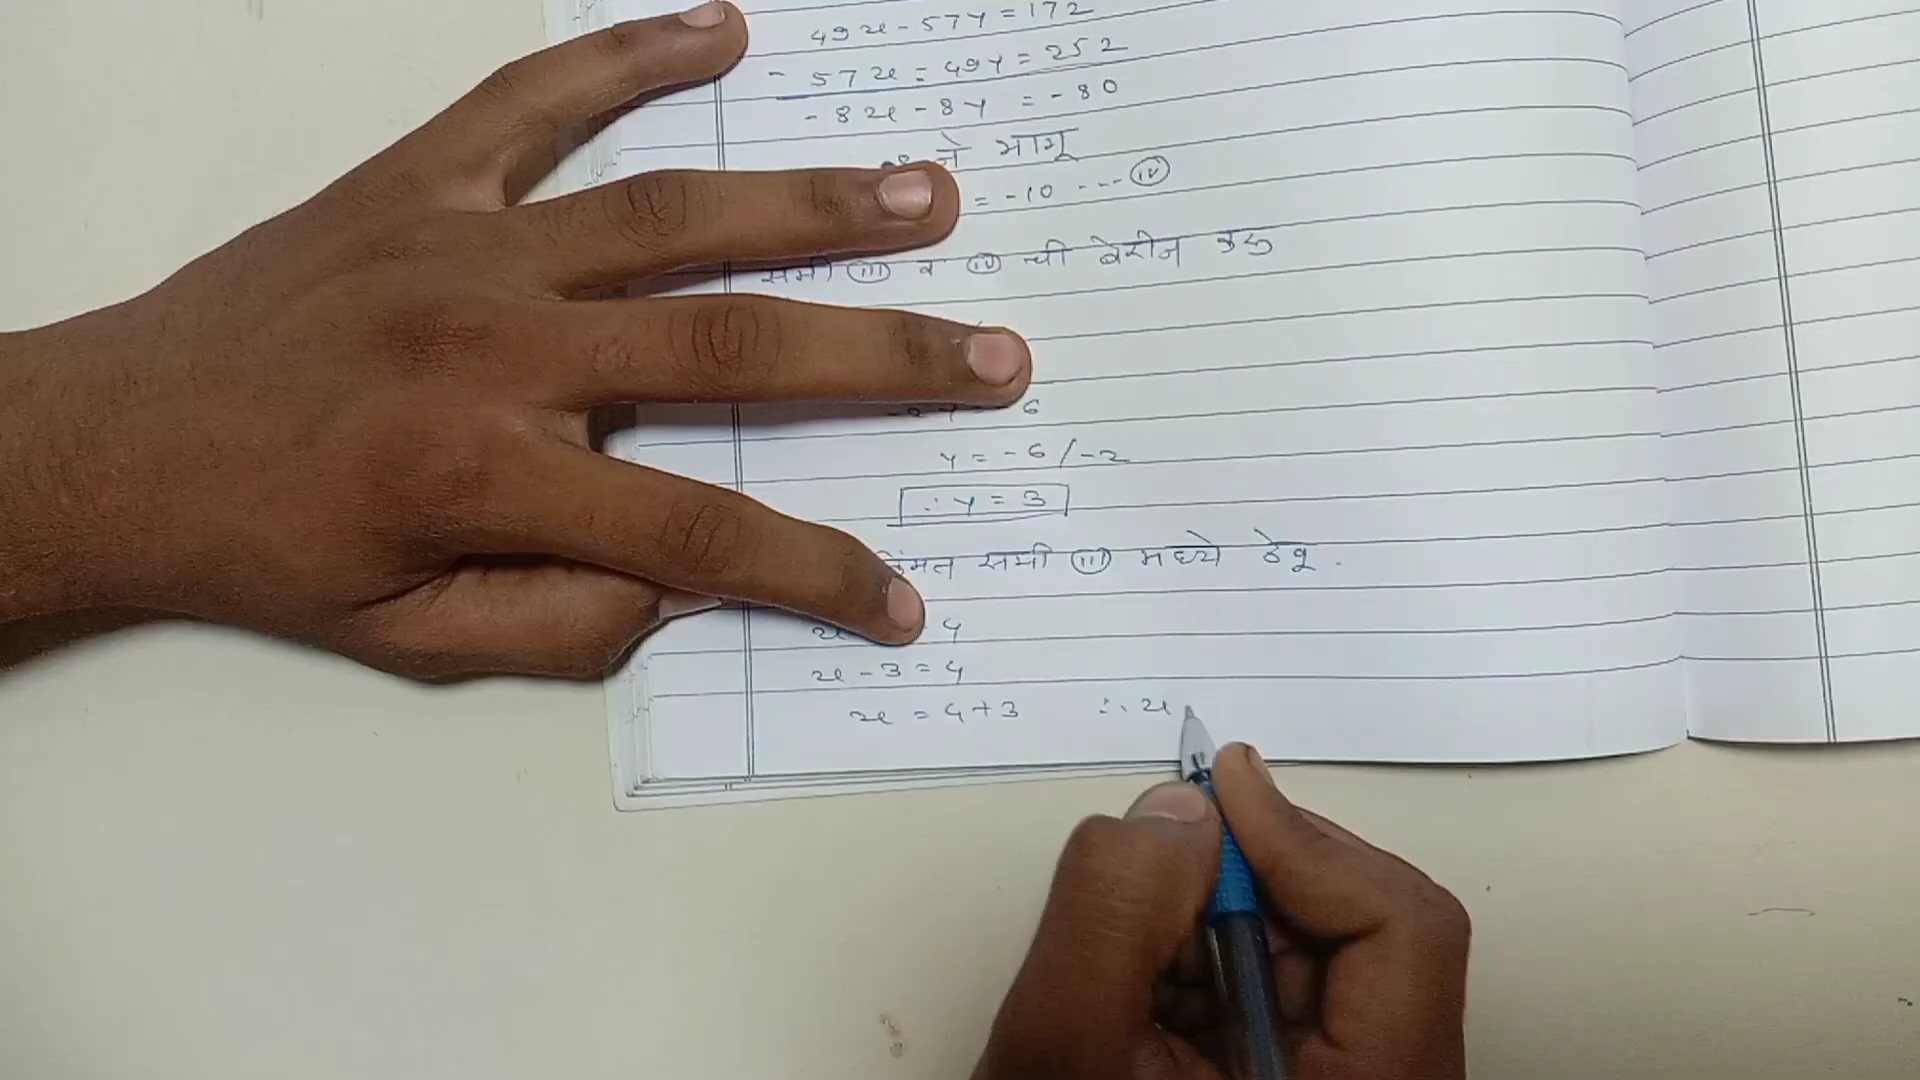 49x - 57y = 172
- 57x = 49y = 252
- 8x - 8y = - 80
ने भागू
= -10 --- (iv)
समी (iii) व (iv) ची बेरीज करु
6
y = -6 / -2
∴ y = 3
किंमत समी (iii) मध्ये ठेवू.
x 4
x - 3 = 4
x = 4 + 3 ∴ x